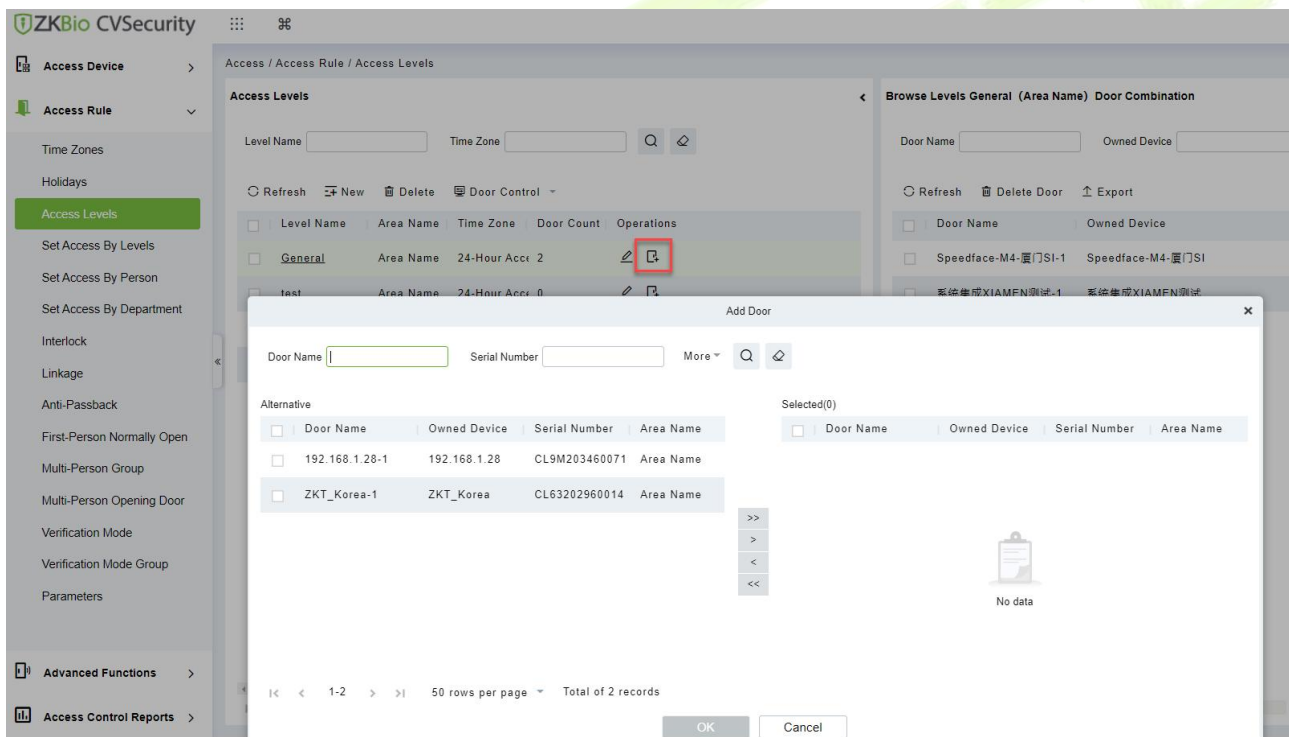 ZKBio CVSecurity
Access Device
Access Rule
Time Zones
Holidays
Access Levels
Set Access By Levels
Set Access By Person
Set Access By Department
Interlock
Linkage
Anti-Passback
First-Person Normally Open
Multi-Person Group
Multi-Person Opening Door
Verification Mode
Verification Mode Group
Parameters
Advanced Functions
Access Control Reports
Access / Access Rule / Access Levels
Access Levels
Level Name Time Zone
Refresh New Delete Door Control
Level Name Area Name Time Zone Door Count Operations
General Area Name 24-Hour Acce 2
test Area Name 24-Hour Acce 0
Browse Levels General (Area Name) Door Combination
Door Name Owned Device
Refresh Delete Door Export
Door Name Owned Device
Speedface-M4-厦门SI-1 Speedface-M4-厦门SI
系统集成XIAMEN测试-1 系统集成XIAMEN测试
Add Door
Door Name Serial Number More
Alternative
Door Name Owned Device Serial Number Area Name
192.168.1.28-1 192.168.1.28 CL9M203460071 Area Name
ZKT_Korea-1 ZKT_Korea CL63202960014 Area Name
>>
>
<
<<
Selected(0)
Door Name Owned Device Serial Number Area Name
No data
|< < 1-2 > >| 50 rows per page Total of 2 records
OK Cancel